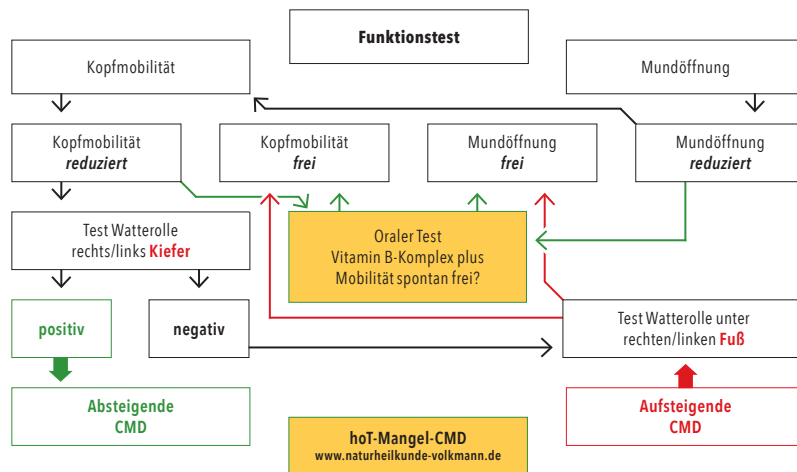 Funktionstest
Kopfmobilität
Mundöffnung
Kopfmobilität
reduziert
Kopfmobilität
frei
Mundöffnung
frei
Mundöffnung
reduziert
Test Watterolle
rechts/links Kiefer
Oraler Test
Vitamin B-Komplex plus
Mobilität spontan frei?
positiv
negativ
Test Watterolle unter
rechten/linken Fuß
Absteigende
CMD
hoT-Mangel-CMD
www.naturheilkunde-volkmann.de
Aufsteigende
CMD